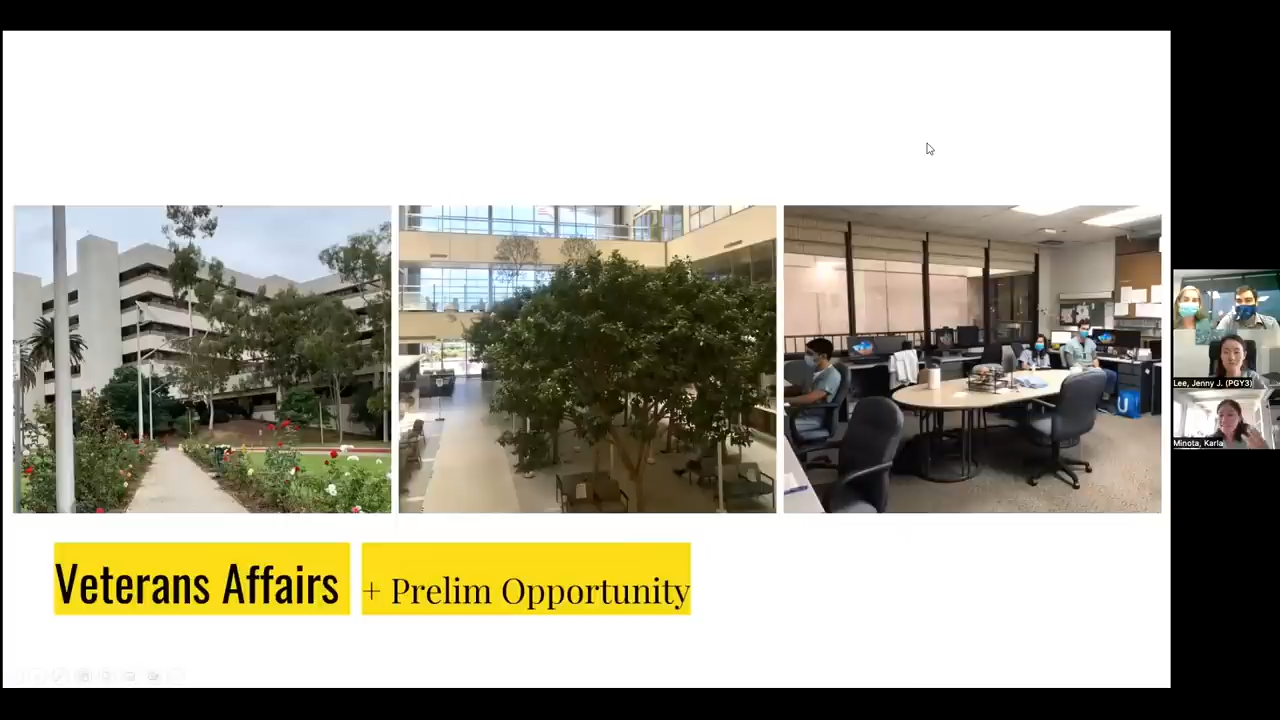 Veterans Affairs + Prelim Opportunity
Lee, Jenny J. (PGY3)
Minota, Karla